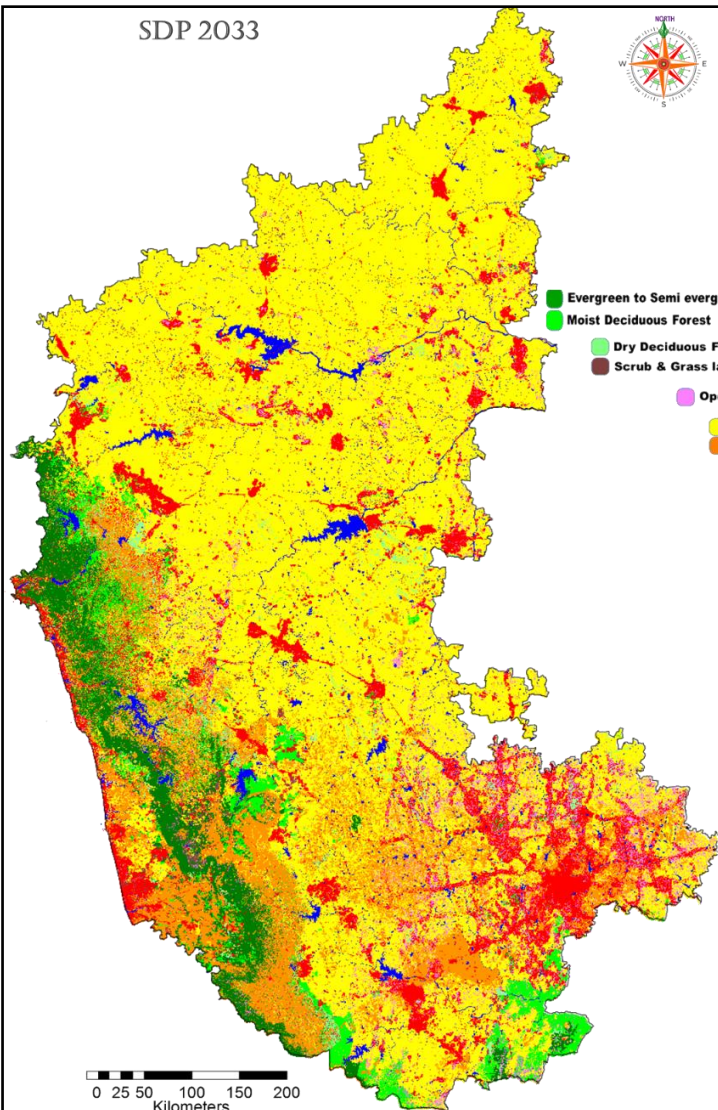 SDP 2033
NORTH
W
E
S
Evergreen to Semi everg
Moist Deciduous Forest
Dry Deciduous F
Scrub & Grass la
Op
0 25 50 100 150 200
Kilometers